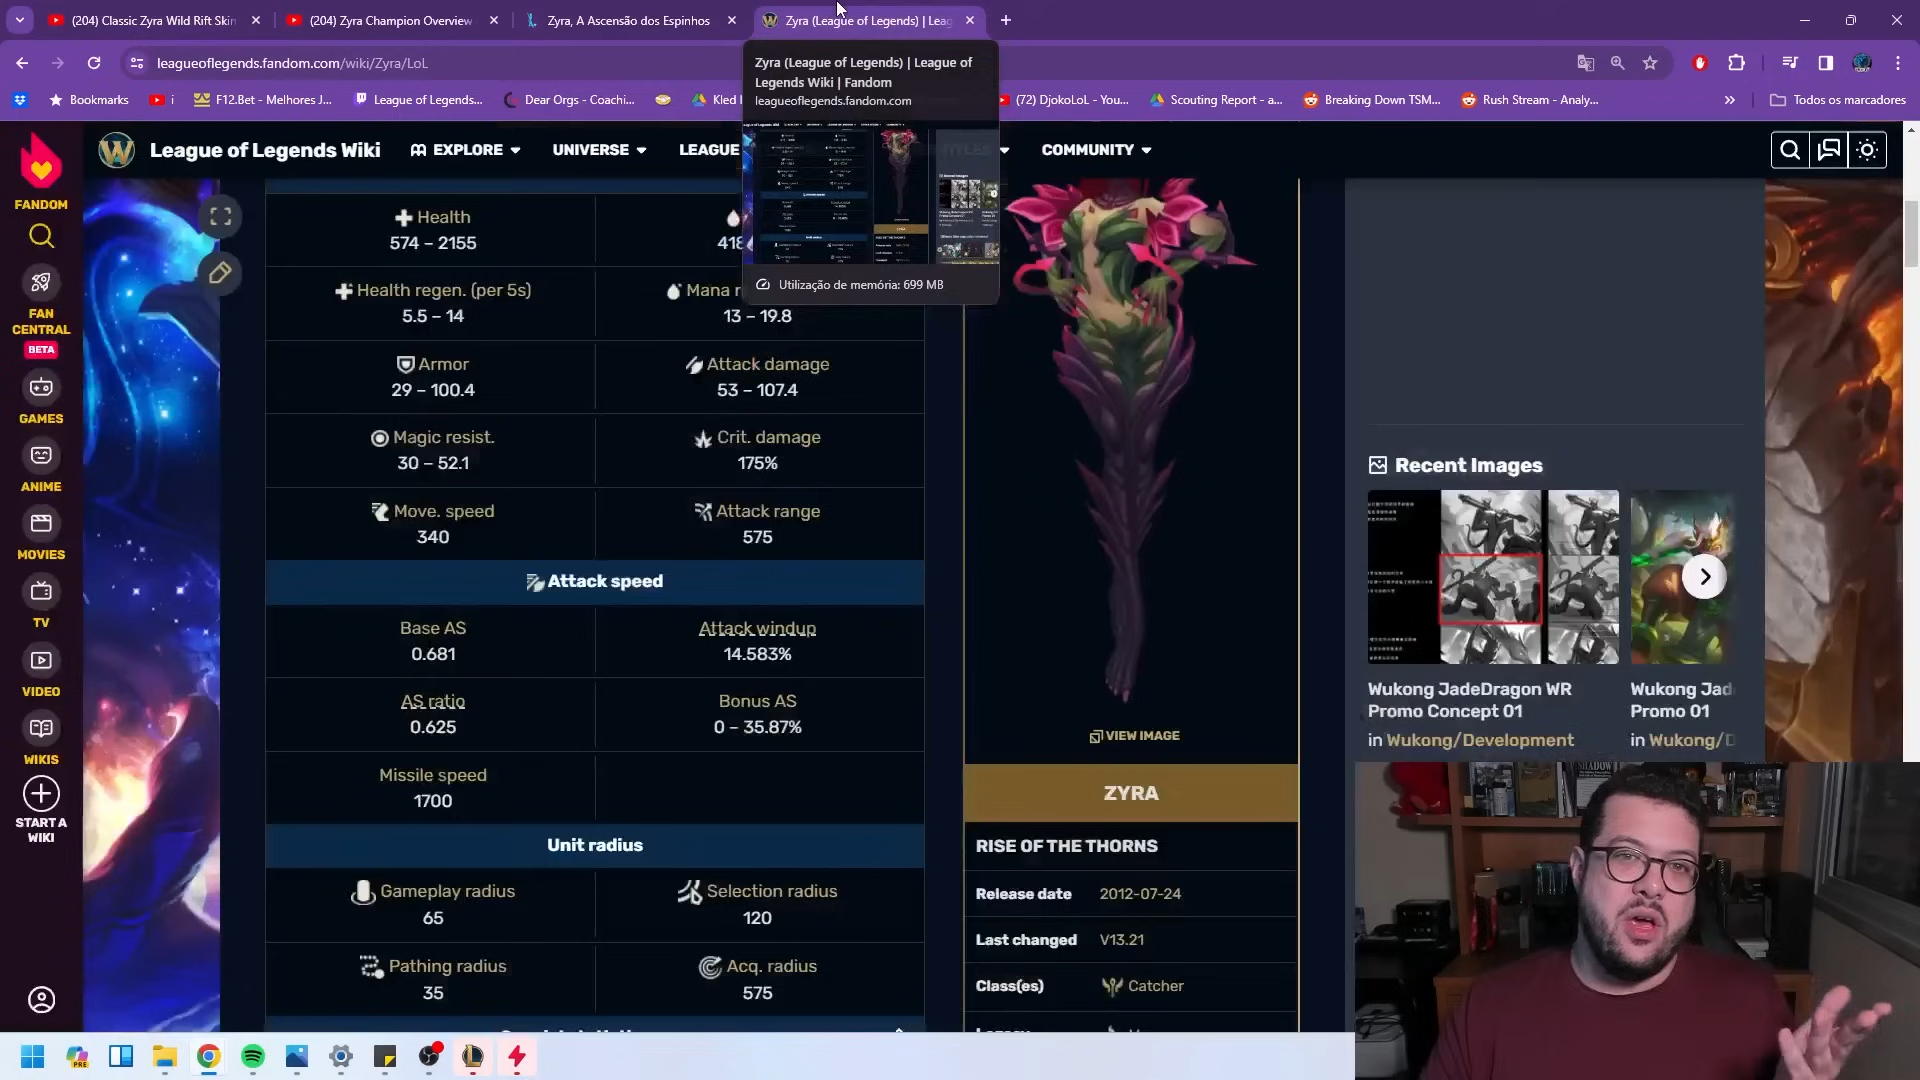 (204) Classic Zyra Wild Rift Skin
(204) Zyra Champion Overview
Zyra, A Ascensão dos Espinhos
Zyra (League of Legends) | Leag
leagueoflegends.fandom.com/wiki/Zyra/LoL
Zyra (League of Legends) | League of
Legends Wiki | Fandom
leagueoflegends.fandom.com
Utilização de memória: 699 MB
Bookmarks
i
F12.Bet - Melhores J...
League of Legends...
Dear Orgs - Coachi...
Kled
(72) DjokoLoL - You...
Scouting Report - a...
Breaking Down TSM...
Rush Stream - Analy...
Todos os marcadores
League of Legends Wiki
EXPLORE
UNIVERSE
LEAGUE
COMMUNITY
FANDOM
FAN
CENTRAL
BETA
GAMES
ANIME
MOVIES
TV
VIDEO
WIKIS
START A
WIKI
Health
574 – 2155
418
Health regen. (per 5s)
5.5 – 14
Mana r
13 – 19.8
Armor
29 – 100.4
Attack damage
53 – 107.4
Magic resist.
30 – 52.1
Crit. damage
175%
Move. speed
340
Attack range
575
Attack speed
Base AS
0.681
Attack windup
14.583%
AS ratio
0.625
Bonus AS
0 – 35.87%
Missile speed
1700
Unit radius
Gameplay radius
65
Selection radius
120
Pathing radius
35
Acq. radius
575
VIEW IMAGE
ZYRA
RISE OF THE THORNS
Release date 2012-07-24
Last changed V13.21
Class(es) Catcher
Recent Images
Wukong JadeDragon WR
Promo Concept 01
in Wukong/Development
Wukong Jad
Promo 01
in Wukong/D
PRE
SHADOW